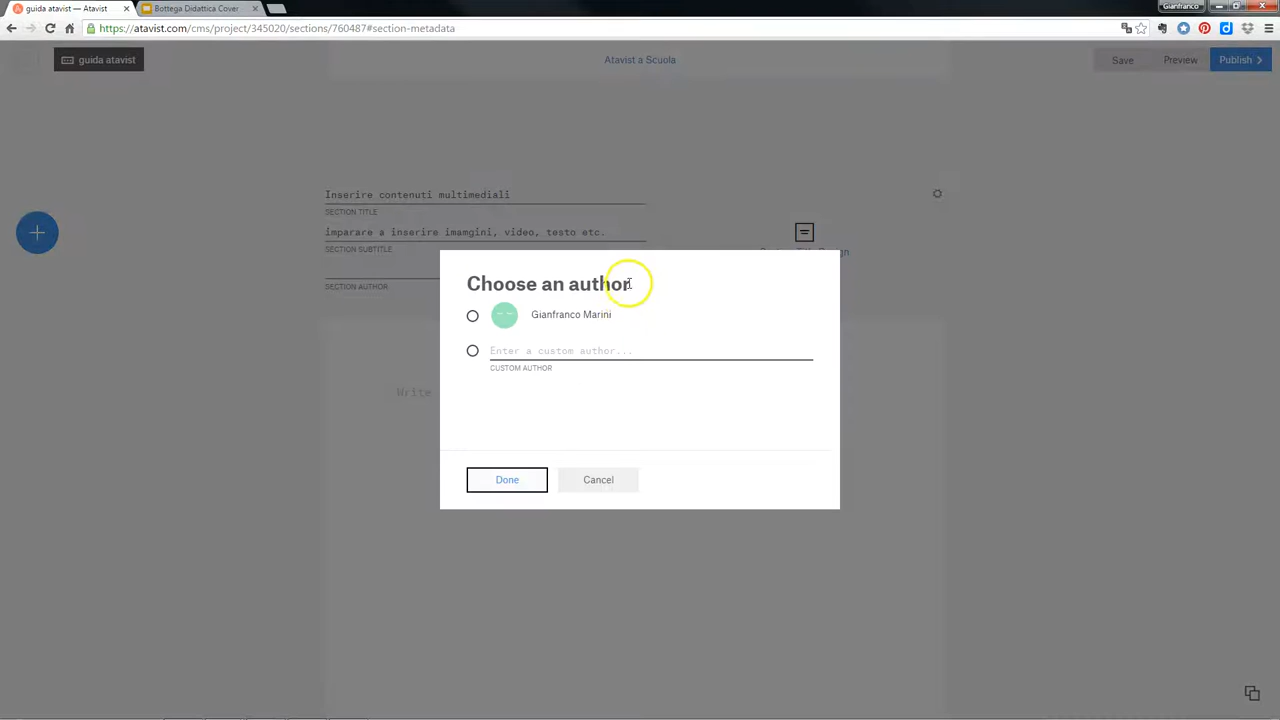 guida atavist — Atavist
Bottega Didattica Cover
Gianfranco
https://atavist.com/cms/project/345020/sections/760487#section-metadata
guida atavist
Atavist a Scuola
Save
Preview
Publish
Inserire contenuti multimediali
SECTION TITLE
imparare a inserire imamgini, video, testo etc.
SECTION SUBTITLE
SECTION AUTHOR
Choose an author
Gianfranco Marini
Enter a custom author...
CUSTOM AUTHOR
Write
Done
Cancel